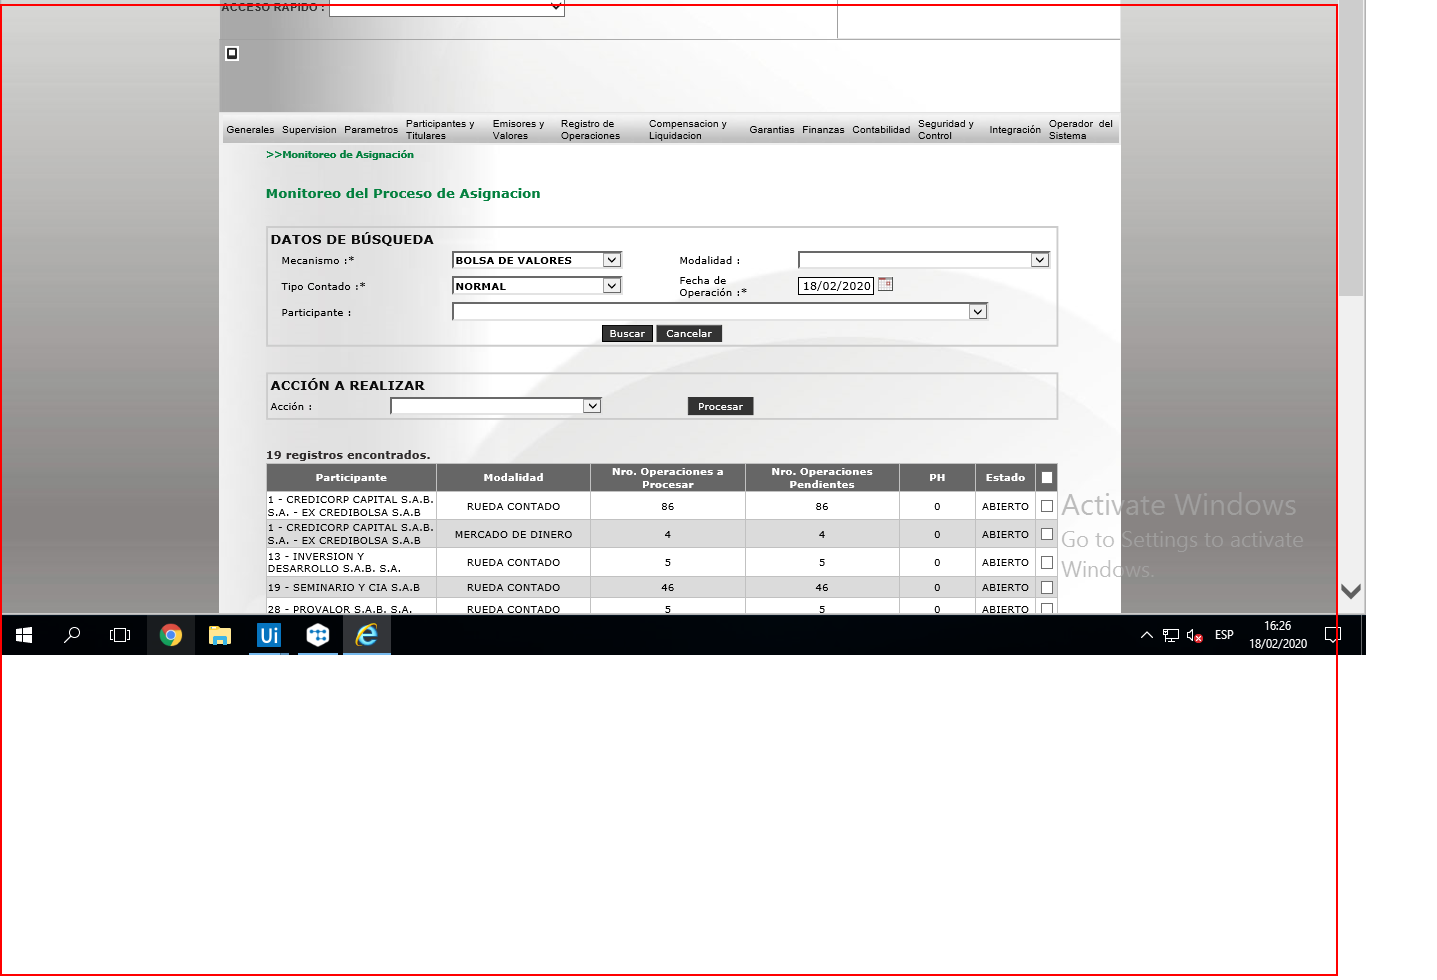 ACCESO RAPIDO :
Generales Supervision Parametros Participantes y Titulares Emisores y Valores Registro de Operaciones Compensacion y Liquidacion Garantias Finanzas Contabilidad Seguridad y Control Integración Operador del Sistema
>>Monitoreo de Asignación
Monitoreo del Proceso de Asignacion
DATOS DE BÚSQUEDA
Mecanismo :* BOLSA DE VALORES Modalidad :
Tipo Contado :* NORMAL Fecha de Operación :* 18/02/2020
Participante :
Buscar Cancelar
ACCIÓN A REALIZAR
Acción : Procesar
19 registros encontrados.
Participante Modalidad Nro. Operaciones a Procesar Nro. Operaciones Pendientes PH Estado
1 - CREDICORP CAPITAL S.A.B. S.A. - EX CREDIBOLSA S.A.B RUEDA CONTADO 86 86 0 ABIERTO
1 - CREDICORP CAPITAL S.A.B. S.A. - EX CREDIBOLSA S.A.B MERCADO DE DINERO 4 4 0 ABIERTO
13 - INVERSION Y DESARROLLO S.A.B. S.A. RUEDA CONTADO 5 5 0 ABIERTO
19 - SEMINARIO Y CIA S.A.B RUEDA CONTADO 46 46 0 ABIERTO
28 - PROVALOR S.A.B. S.A. RUEDA CONTADO 5 5 0 ABIERTO
Activate Windows
Go to Settings to activate
Windows.
Ui
ESP
16:26
18/02/2020